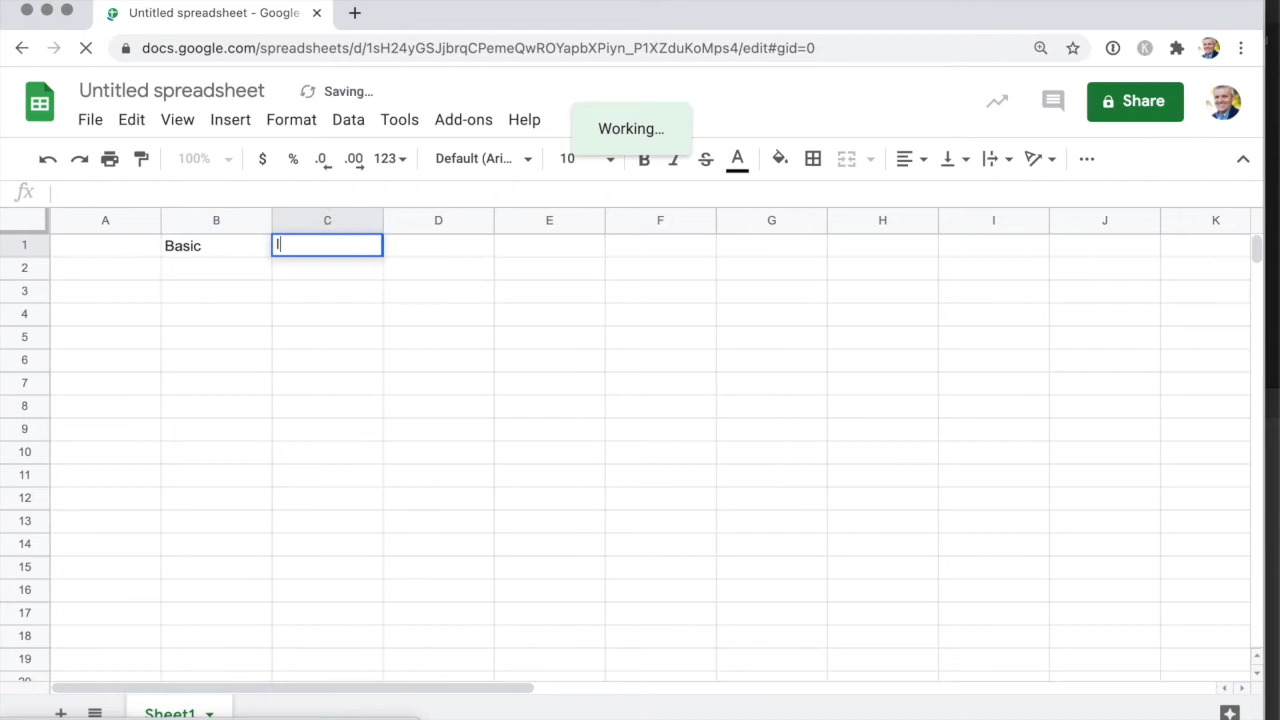 Untitled spreadsheet - Google
docs.google.com/spreadsheets/d/1sH24yGSJjbrqCPemeQwROYapbXPiyn_P1XZduKoMps4/edit#gid=0
K
Untitled spreadsheet
Saving...
Share
File Edit View Insert Format Data Tools Add-ons Help
Working...
100% $ % .0 .00 123 Default (Ari... 10 B I S A
fx
A B C D E F G H I J K
1 Basic I
2
3
4
5
6
7
8
9
10
11
12
13
14
15
16
17
18
19
20
Sheet1